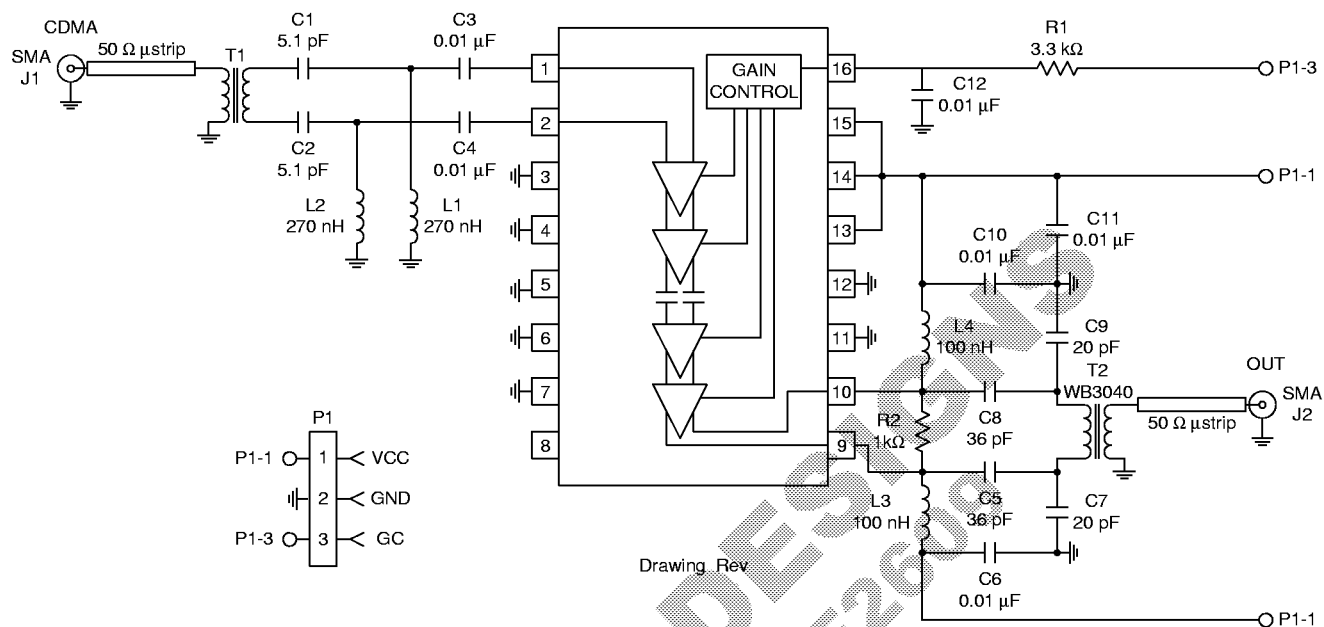 CDMA
SMA
J1
50 Ω µstrip
T1
C1
5.1 pF
C3
0.01 µF
C2
5.1 pF
C4
0.01 µF
L2
270 nH
L1
270 nH
1
2
3
4
5
6
7
8
GAIN
CONTROL
16
15
14
13
12
11
10
9
R1
3.3 kΩ
C12
0.01 µF
P1-3
P1-1
C11
0.01 µF
C10
0.01 µF
L4
100 nH
C9
20 pF
T2
WB3040
OUT
SMA
J2
50 Ω µstrip
C8
36 pF
R2
1kΩ
C5
36 pF
C7
20 pF
L3
100 nH
C6
0.01 µF
P1-1
P1
P1-1 1 VCC
2 GND
P1-3 3 GC
Drawing Rev
DESIGNS